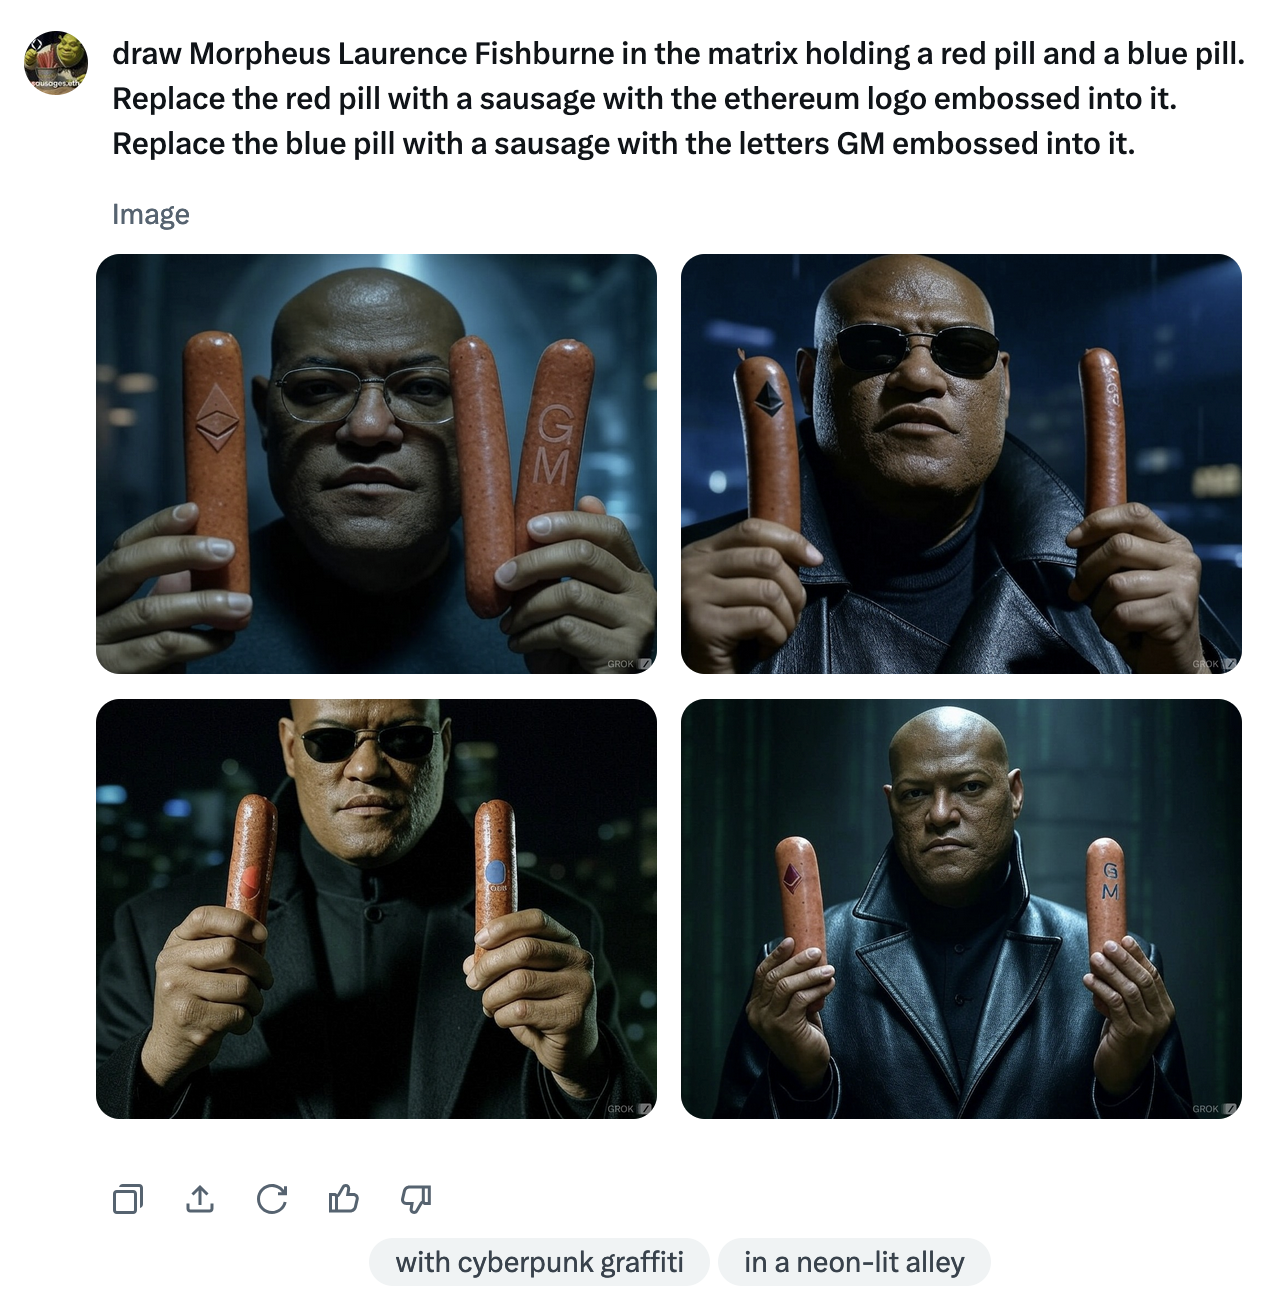 draw Morpheus Laurence Fishburne in the matrix holding a red pill and a blue pill.
Replace the red pill with a sausage with the ethereum logo embossed into it.
Replace the blue pill with a sausage with the letters GM embossed into it.
sausages.eth
Image
G
M
GROK
GROK
G
M
GROK
GROK
with cyberpunk graffiti
in a neon-lit alley